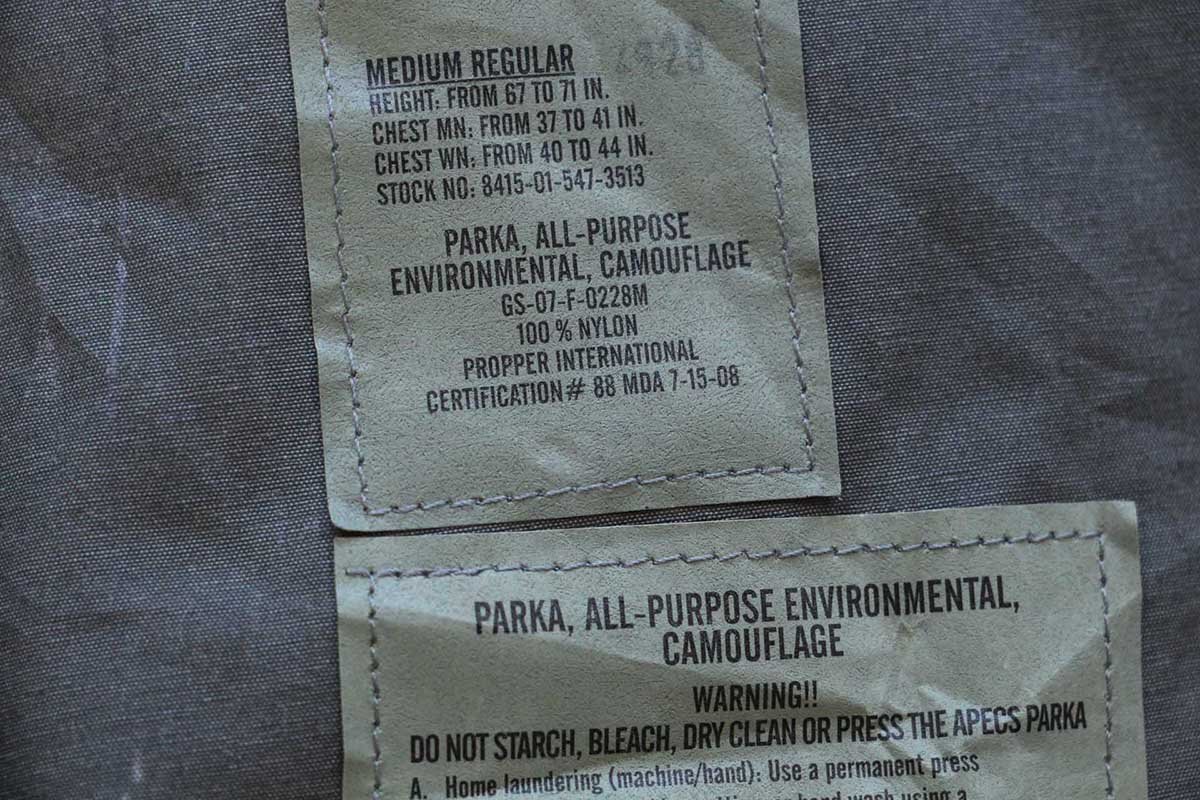 MEDIUM REGULAR
HEIGHT: FROM 67 TO 71 IN.
CHEST MN: FROM 37 TO 41 IN.
CHEST WN: FROM 40 TO 44 IN.
STOCK NO: 8415-01-547-3513
PARKA, ALL-PURPOSE
ENVIRONMENTAL, CAMOUFLAGE
GS-07-F-0228M
100 % NYLON
PROPPER INTERNATIONAL
CERTIFICATION# 88 MDA 7-15-08
PARKA, ALL-PURPOSE ENVIRONMENTAL,
CAMOUFLAGE
WARNING!!
DO NOT STARCH, BLEACH, DRY CLEAN OR PRESS THE APECS PARKA
A. Home laundering (machine/hand): Use a permanent press
hand wash using a